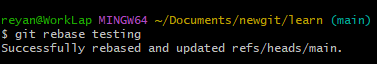 reyan@WorkLap MINGW64 ~/Documents/newgit/learn (main)
$ git rebase testing
Successfully rebased and updated refs/heads/main.